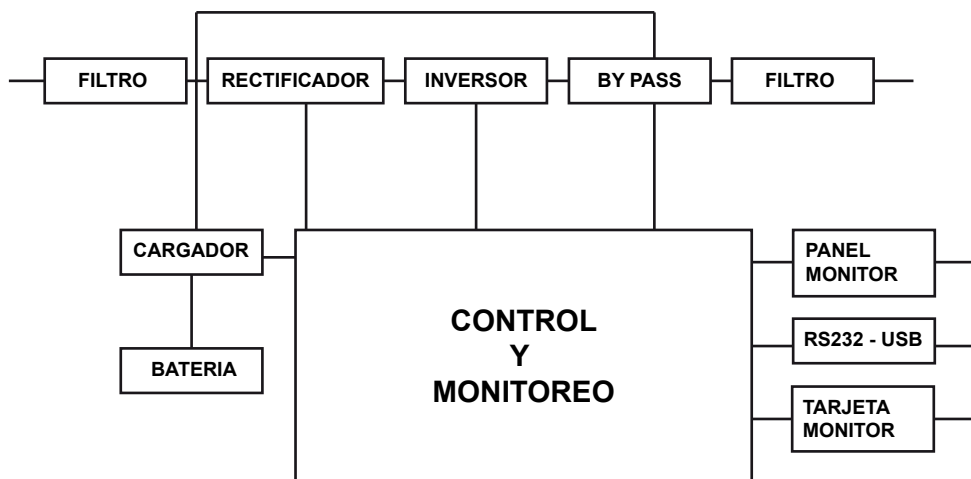 FILTRO
RECTIFICADOR
INVERSOR
BY PASS
FILTRO
CARGADOR
BATERIA
CONTROL
Y
MONITOREO
PANEL
MONITOR
RS232 - USB
TARJETA
MONITOR